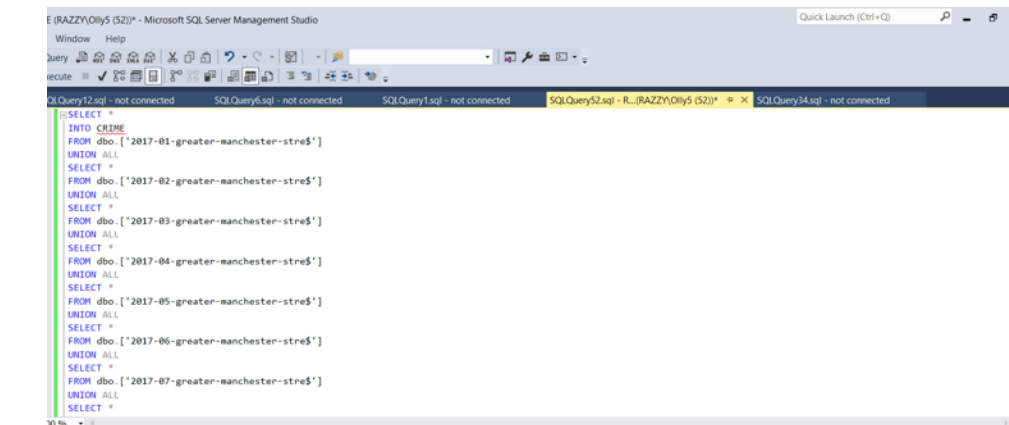 E (RAZZY\Olly5 (52))* - Microsoft SQL Server Management Studio
Quick Launch (Ctrl+Q)
Window Help
Query
Execute
QLQuery12.sql - not connected SQLQuery6.sql - not connected SQLQuery1.sql - not connected SQLQuery52.sql - R...(RAZZY\Olly5 (52))* SQLQuery34.sql - not connected
SELECT *
INTO CRIME
FROM dbo.['2017-01-greater-manchester-stre$']
UNION ALL
SELECT *
FROM dbo.['2017-02-greater-manchester-stre$']
UNION ALL
SELECT *
FROM dbo.['2017-03-greater-manchester-stre$']
UNION ALL
SELECT *
FROM dbo.['2017-04-greater-manchester-stre$']
UNION ALL
SELECT *
FROM dbo.['2017-05-greater-manchester-stre$']
UNION ALL
SELECT *
FROM dbo.['2017-06-greater-manchester-stre$']
UNION ALL
SELECT *
FROM dbo.['2017-07-greater-manchester-stre$']
UNION ALL
SELECT *